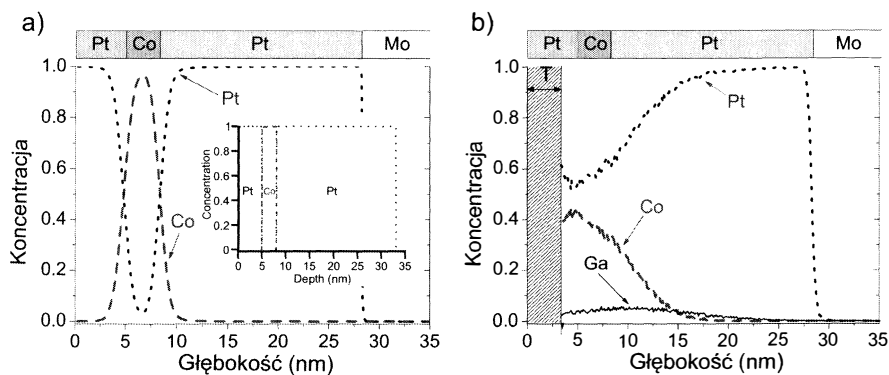 a)
Pt Co Pt Mo
1.0
0.8
0.6
0.4
0.2
0.0
Koncentracja
Pt
Co
Concentration
1
0.8
0.6
0.4
0.2
0
Pt Co Pt
0 5 10 15 20 25 30 35
Depth (nm)
0 5 10 15 20 25 30 35
Głębokość (nm)
b)
Pt Co Pt Mo
T
1.0
0.8
0.6
0.4
0.2
0.0
Koncentracja
Pt
Co
Ga
0 5 10 15 20 25 30 35
Głębokość (nm)